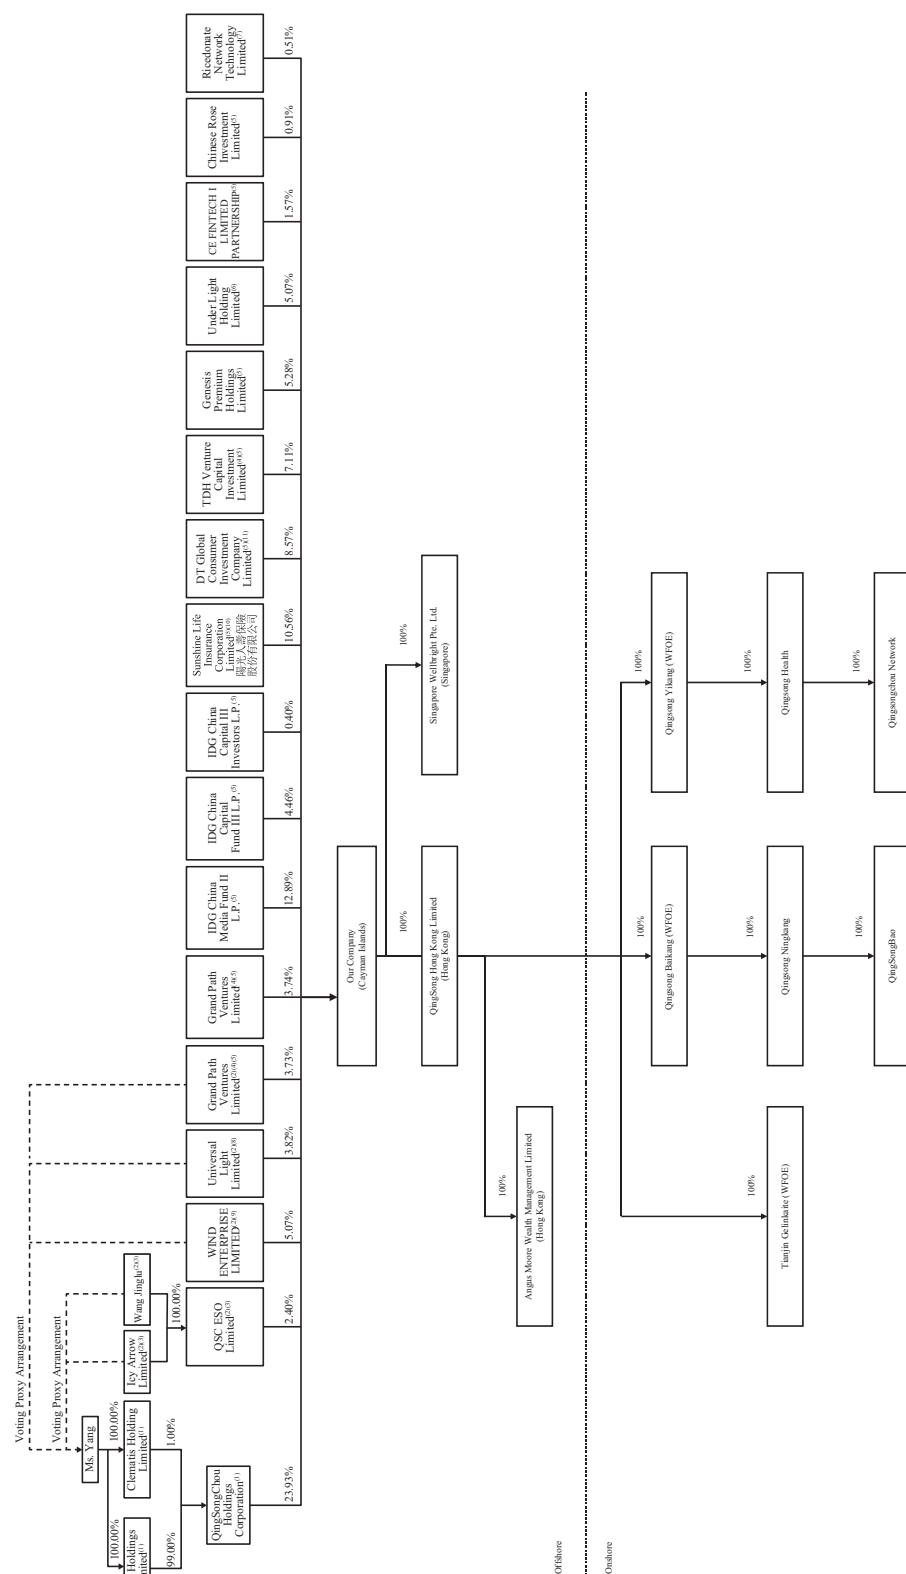 Voting Proxy Arrangement
Voting Proxy Arrangement
Ms. Yang
100.00%
100.00%
Holdings
mited(1)
Clematis Holding
Limited(1)
Icy Arrow
Limited(2)(3)
Wang Jinglu(2)(3)
99.00%
1.00%
100.00%
QingSongChou
Holdings
Corporation(1)
QSC ESO
Limited(2)(3)
WIND
ENTERPRISE
LIMITED(2)(9)
Universal
Light
Limited(2)(8)
Grand Path
Ventures
Limited(2)(4)(5)
Grand Path
Ventures
Limited(4)(5)
IDG China
Media Fund II
L.P.(5)
IDG China
Capital
Fund III L.P.(5)
IDG China
Capital III
Investors L.P.(5)
Sunshine Life
Insurance
Corporation
Limited(5)(10)
陽光人壽保險
股份有限公司
DT Global
Consumer
Investment
Company
Limited(5)(11)
TDH Venture
Capital
Investment
Limited(4)(5)
Genesis
Premium
Holdings
Limited(5)
Under Light
Holding
Limited(6)
CE FINTECH I
LIMITED
PARTNERSHIP(5)
Chinese Rose
Investment
Limited(5)
Ricedonate
Network
Technology
Limited(7)
23.93%
2.40%
5.07%
3.82%
3.73%
3.74%
12.89%
4.46%
0.40%
10.56%
8.57%
7.11%
5.28%
5.07%
1.57%
0.91%
0.51%
Our Company
(Cayman Islands)
100%
100%
QingSong Hong Kong Limited
(Hong Kong)
Singapore Wellbright Pte. Ltd.
(Singapore)
100%
Angus Moore Wealth Management Limited
(Hong Kong)
Offshore
Onshore
100%
100%
Qingsong Baikang (WFOE)
Qingsong Yikang (WFOE)
100%
100%
100%
Tianjin Gelinkaite (WFOE)
Qingsong Ningkang
Qingsong Health
100%
100%
QingSongBao
Qingsongchou Network